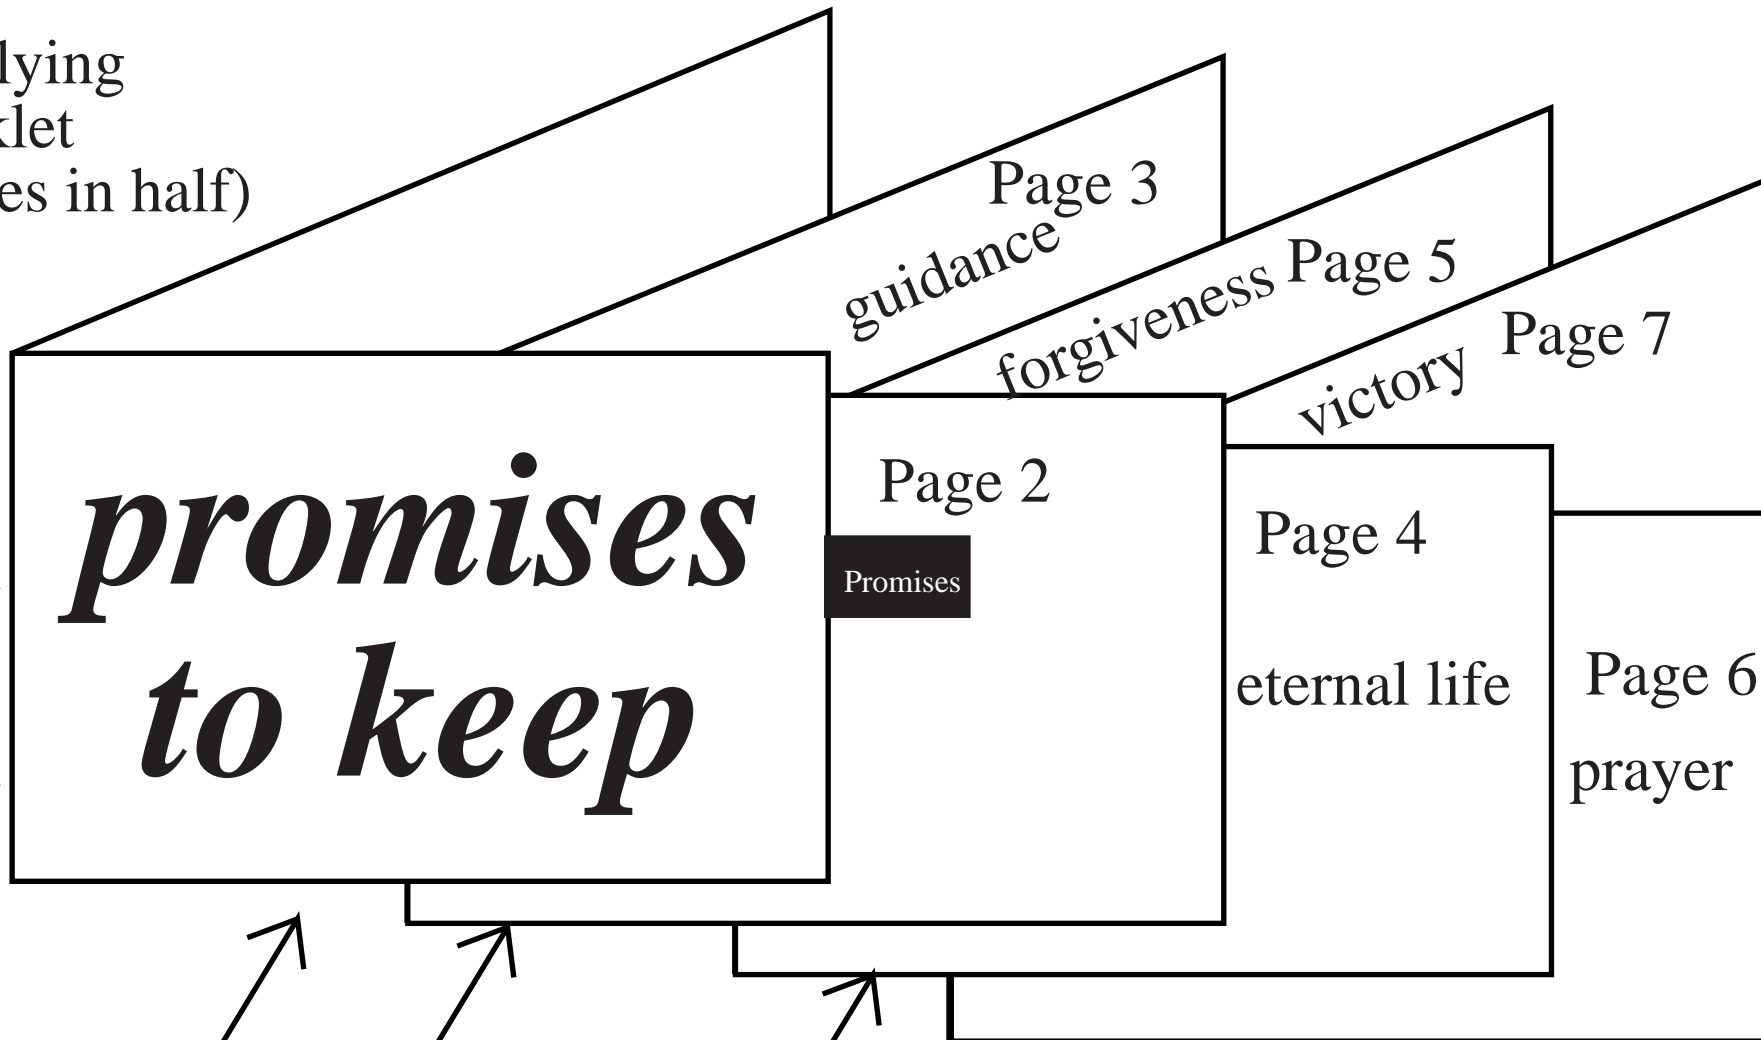 lying
klet
es in half)
Page 3
guidance
Page 5
forgiveness
Page 7
victory
promises
to keep
Page 2
Promises
Page 4
eternal life
Page 6
prayer